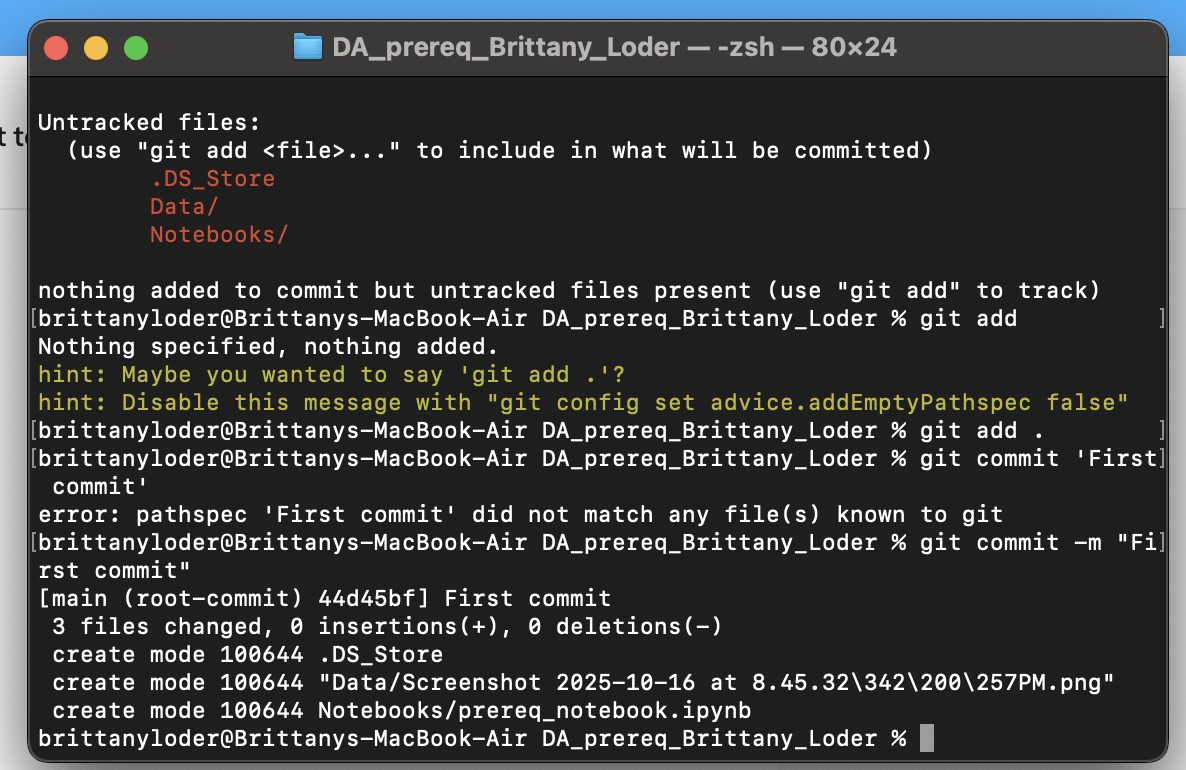 DA_prereq_Brittany_Loder — -zsh — 80×24
Untracked files:
  (use "git add <file>..." to include in what will be committed)
        .DS_Store
        Data/
        Notebooks/
nothing added to commit but untracked files present (use "git add" to track)
[brittanyloder@Brittanys-MacBook-Air DA_prereq_Brittany_Loder % git add          ]
Nothing specified, nothing added.
hint: Maybe you wanted to say 'git add .'?
hint: Disable this message with "git config set advice.addEmptyPathspec false"
[brittanyloder@Brittanys-MacBook-Air DA_prereq_Brittany_Loder % git add .        ]
[brittanyloder@Brittanys-MacBook-Air DA_prereq_Brittany_Loder % git commit 'First]
 commit'
error: pathspec 'First commit' did not match any file(s) known to git
[brittanyloder@Brittanys-MacBook-Air DA_prereq_Brittany_Loder % git commit -m "Fi]
rst commit"
[main (root-commit) 44d45bf] First commit
 3 files changed, 0 insertions(+), 0 deletions(-)
 create mode 100644 .DS_Store
 create mode 100644 "Data/Screenshot 2025-10-16 at 8.45.32\342\200\257PM.png"
 create mode 100644 Notebooks/prereq_notebook.ipynb
brittanyloder@Brittanys-MacBook-Air DA_prereq_Brittany_Loder %